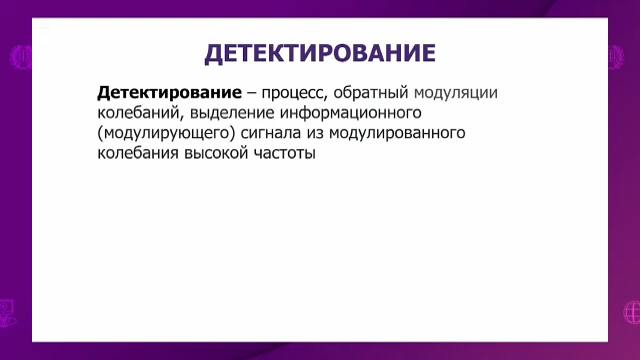 ДЕТЕКТИРОВАНИЕ
Детектирование – процесс, обратный модуляции
колебаний, выделение информационного
(модулирующего) сигнала из модулированного
колебания высокой частоты